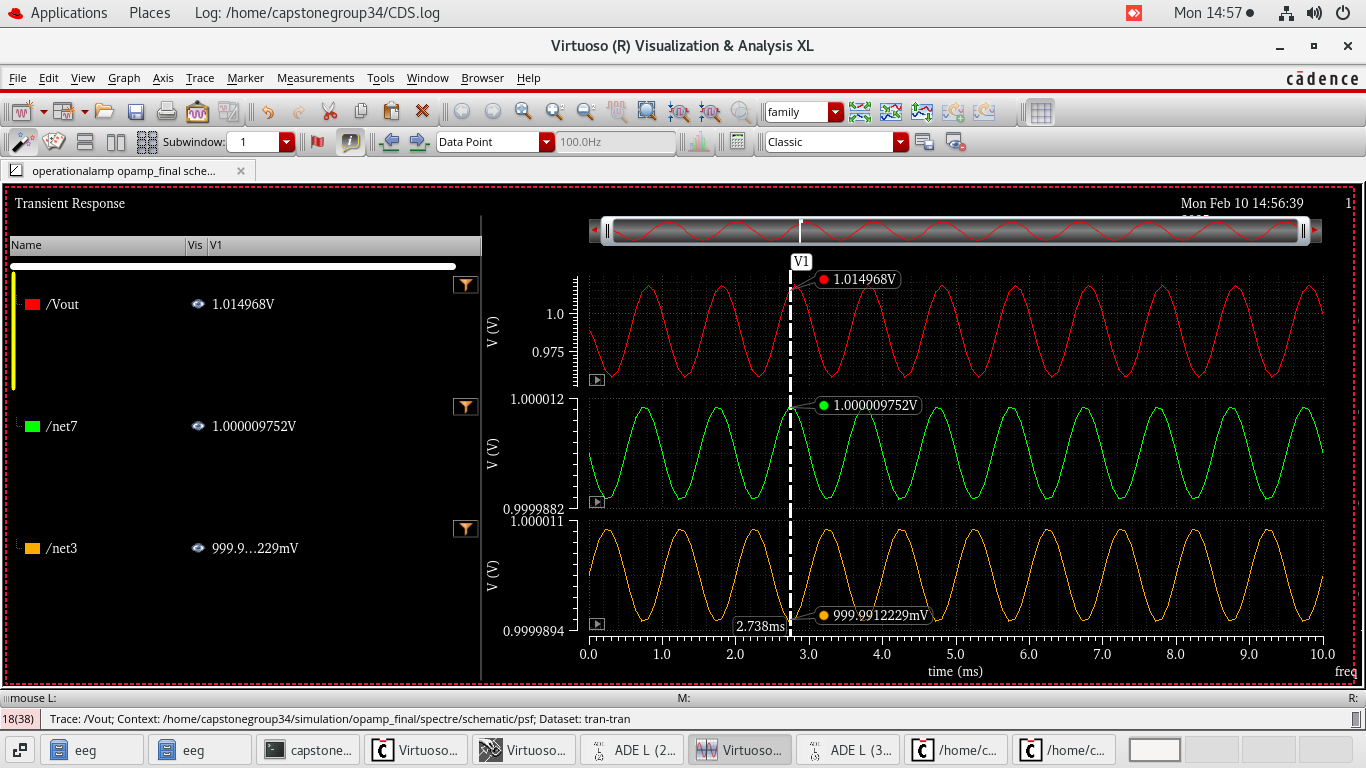 Applications Places Log: /home/capstonegroup34/CDS.log Mon 14:57
Virtuoso (R) Visualization & Analysis XL
File Edit View Graph Axis Trace Marker Measurements Tools Window Browser Help cādence
family
Subwindow: 1 Data Point 100.0Hz Classic
operationalamp opamp_final sche...
Transient Response Mon Feb 10 14:56:39 1
Name Vis V1
V1
/Vout 1.014968V
1.014968V
V (V)
1.0
0.975
/net7 1.000009752V
1.000009752V
V (V)
1.000012
0.9999882
/net3 999.9...229mV
999.9912229mV
V (V)
1.000011
0.9999894
2.738ms
0.0 1.0 2.0 3.0 4.0 5.0 6.0 7.0 8.0 9.0 10.0
time (ms) freq
mouse L: M: R:
18(38) Trace: /Vout; Context: /home/capstonegroup34/simulation/opamp_final/spectre/schematic/psf; Dataset: tran-tran
eeg eeg capstone... Virtuoso... Virtuoso... ADE L (2... Virtuoso... ADE L (3... /home/c... /home/c...